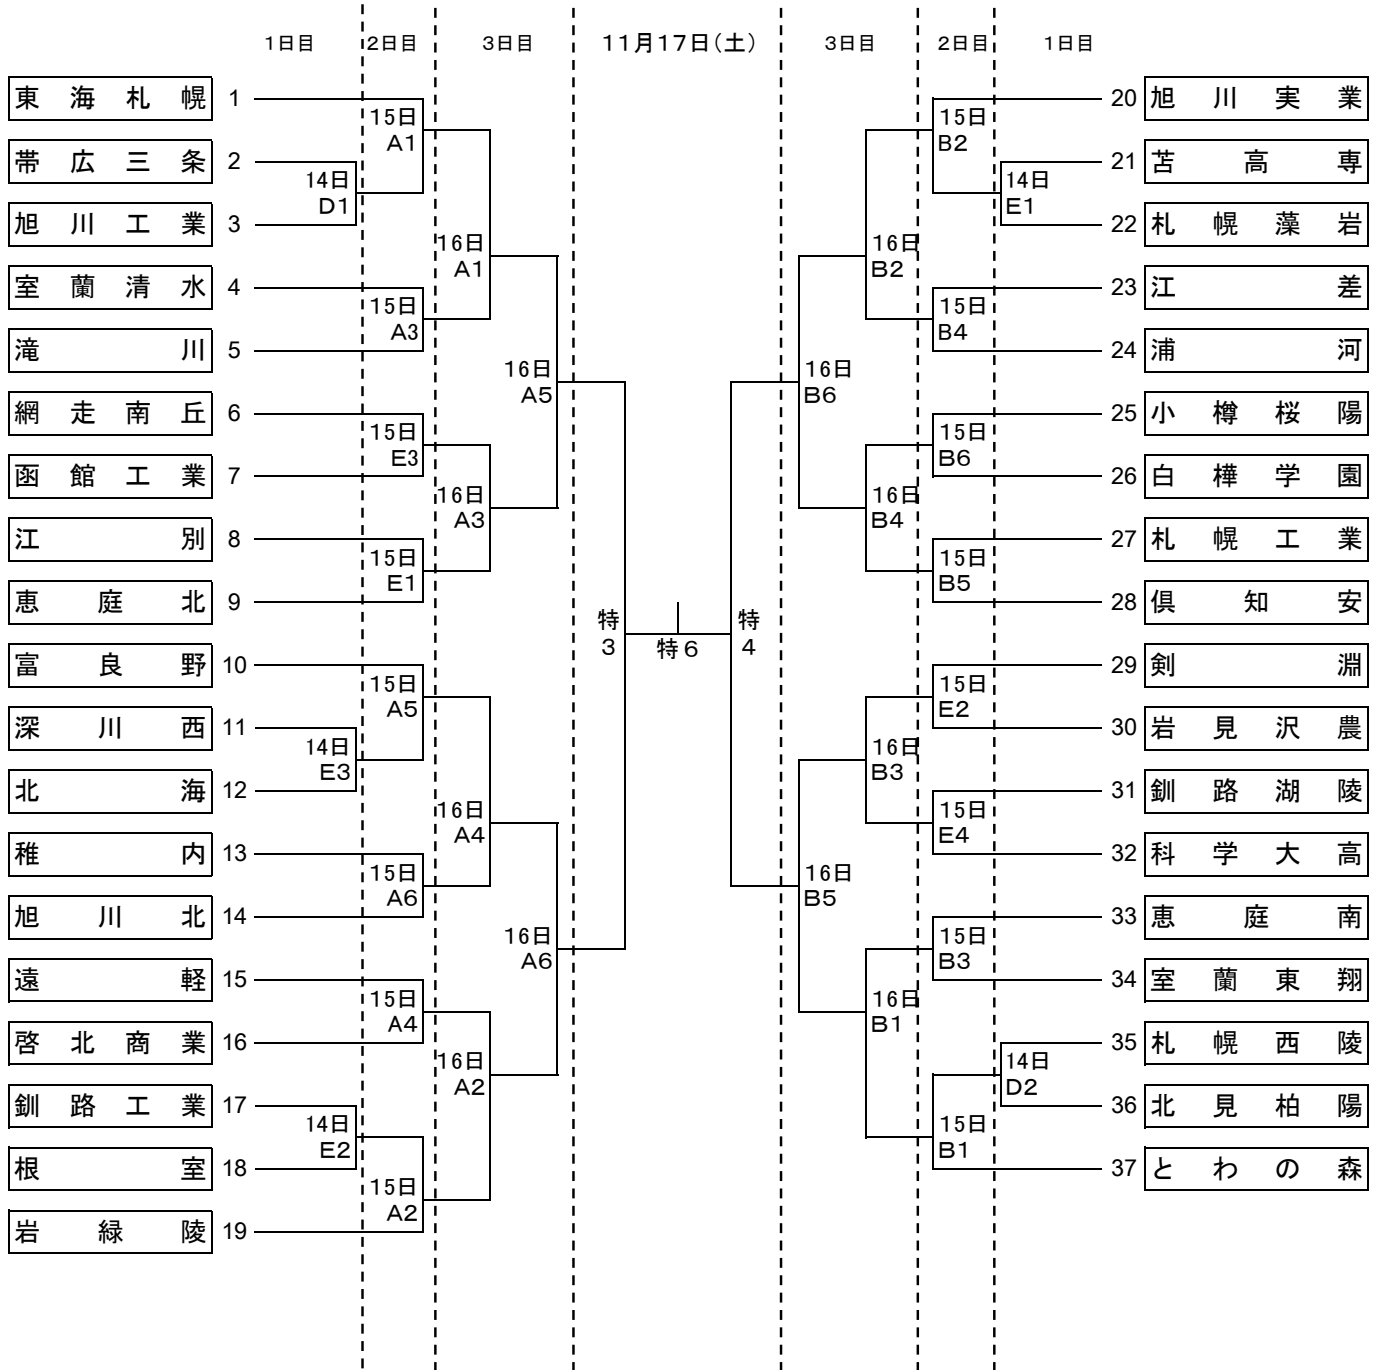 1日目 2日目 3日目 11月17日(土) 3日目 2日目 1日目
東海札幌 1
20 旭川実業
15日
A1
15日
B2
帯広三条 2
21 苫高専
14日
D1
14日
E1
旭川工業 3
22 札幌藻岩
16日
A1
16日
B2
室蘭清水 4
23 江差
15日
A3
15日
B4
滝川 5
24 浦河
16日
A5
16日
B6
網走南丘 6
25 小樽桜陽
15日
E3
15日
B6
函館工業 7
26 白樺学園
16日
A3
16日
B4
江別 8
27 札幌工業
15日
E1
15日
B5
恵庭北 9
28 倶知安
特
3
特6
特
4
富良野 10
29 剣淵
15日
A5
15日
E2
深川西 11
30 岩見沢農
14日
E3
16日
B3
北海 12
31 釧路湖陵
16日
A4
15日
E4
稚内 13
32 科学大高
15日
A6
16日
B5
旭川北 14
33 恵庭南
16日
A6
15日
B3
遠軽 15
34 室蘭東翔
15日
A4
16日
B1
啓北商業 16
35 札幌西陵
16日
A2
14日
D2
釧路工業 17
36 北見柏陽
14日
E2
15日
B1
根室 18
37 とわの森
15日
A2
岩緑陵 19